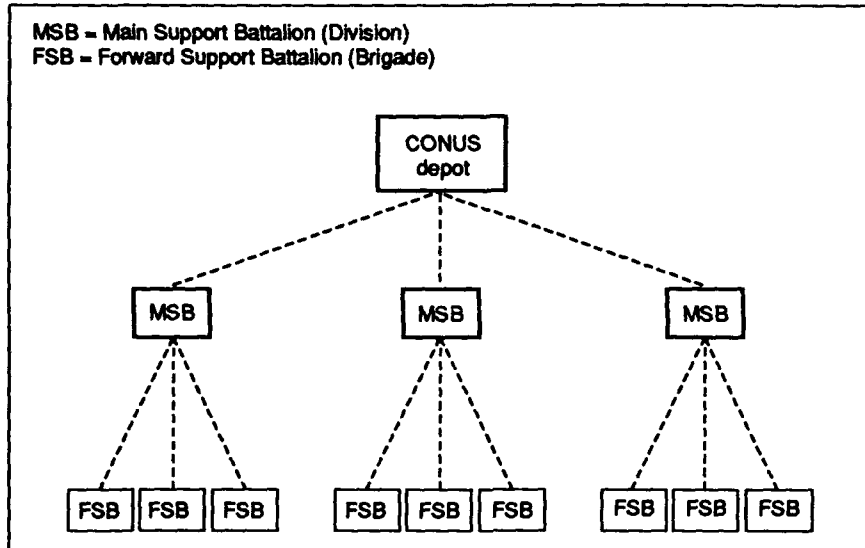 MSB = Main Support Battalion (Division)
FSB = Forward Support Battalion (Brigade)
CONUS
depot
MSB MSB MSB
FSB FSB FSB FSB FSB FSB FSB FSB FSB